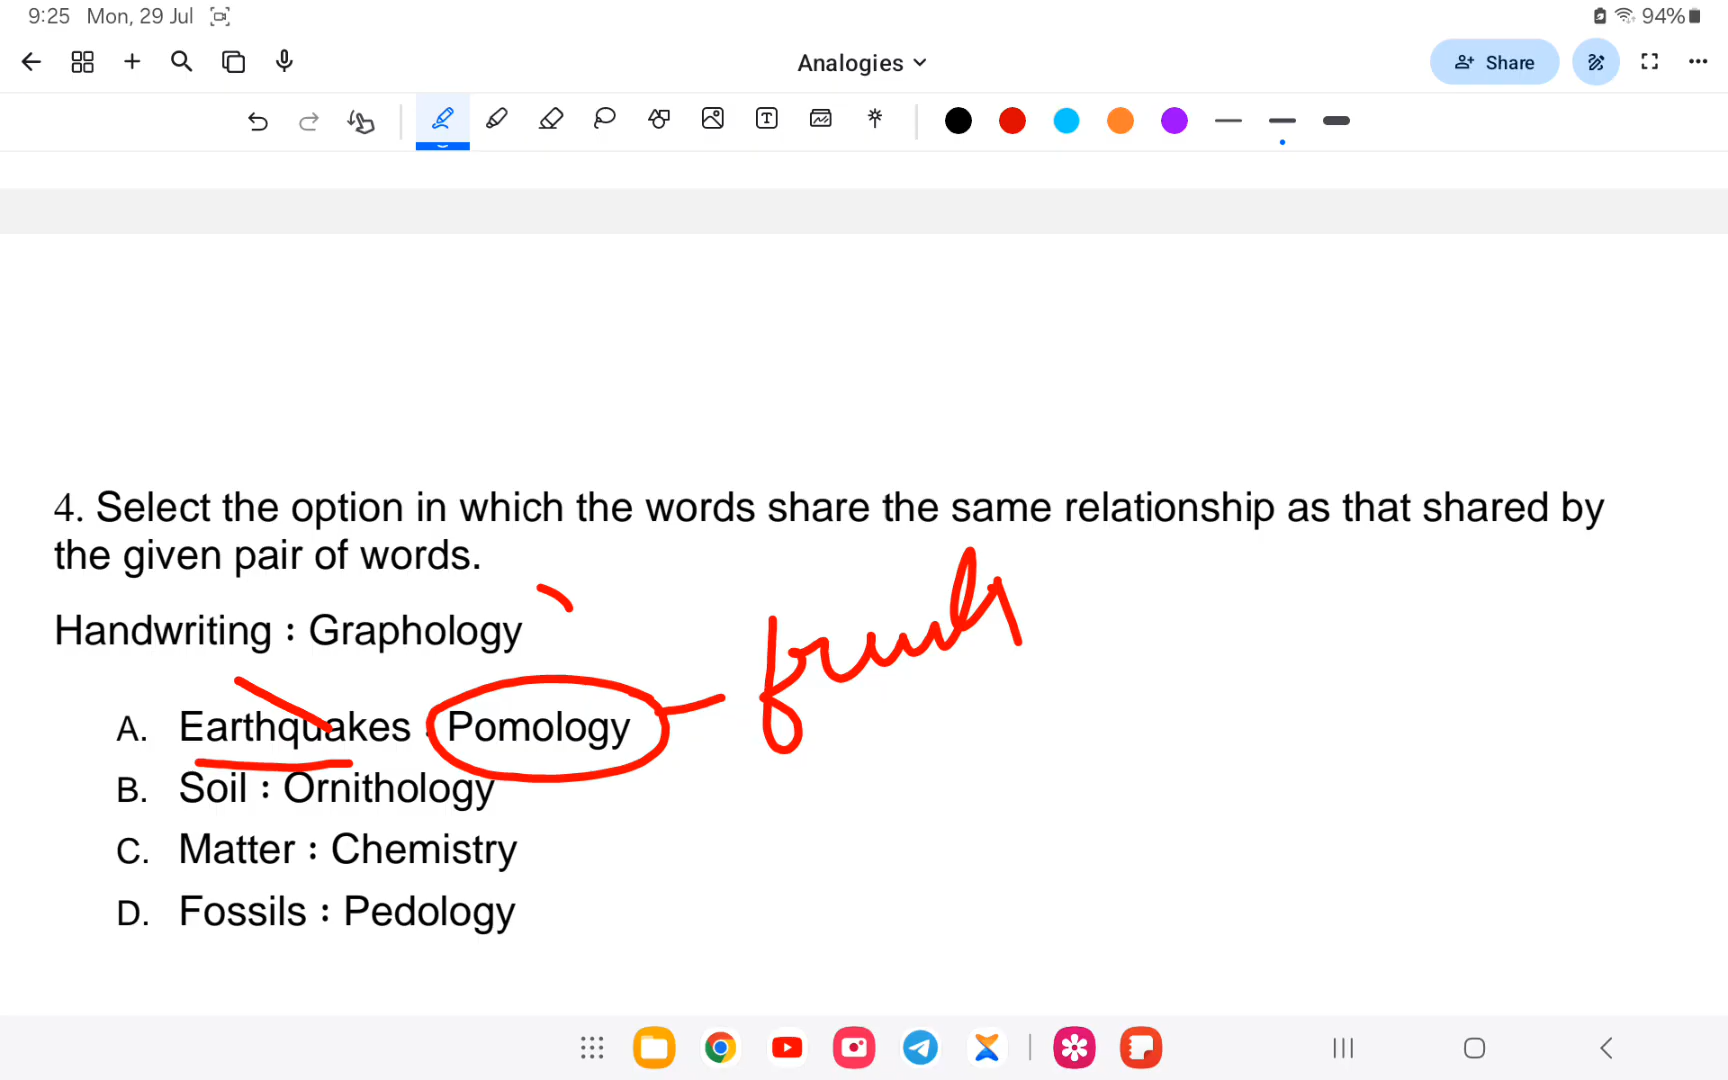 9:25 Mon, 29 Jul 94%
Analogies
Share
4. Select the option in which the words share the same relationship as that shared by
the given pair of words.
Handwriting : Graphology
A. Earthquakes : Pomology
B. Soil : Ornithology
C. Matter : Chemistry
D. Fossils : Pedology